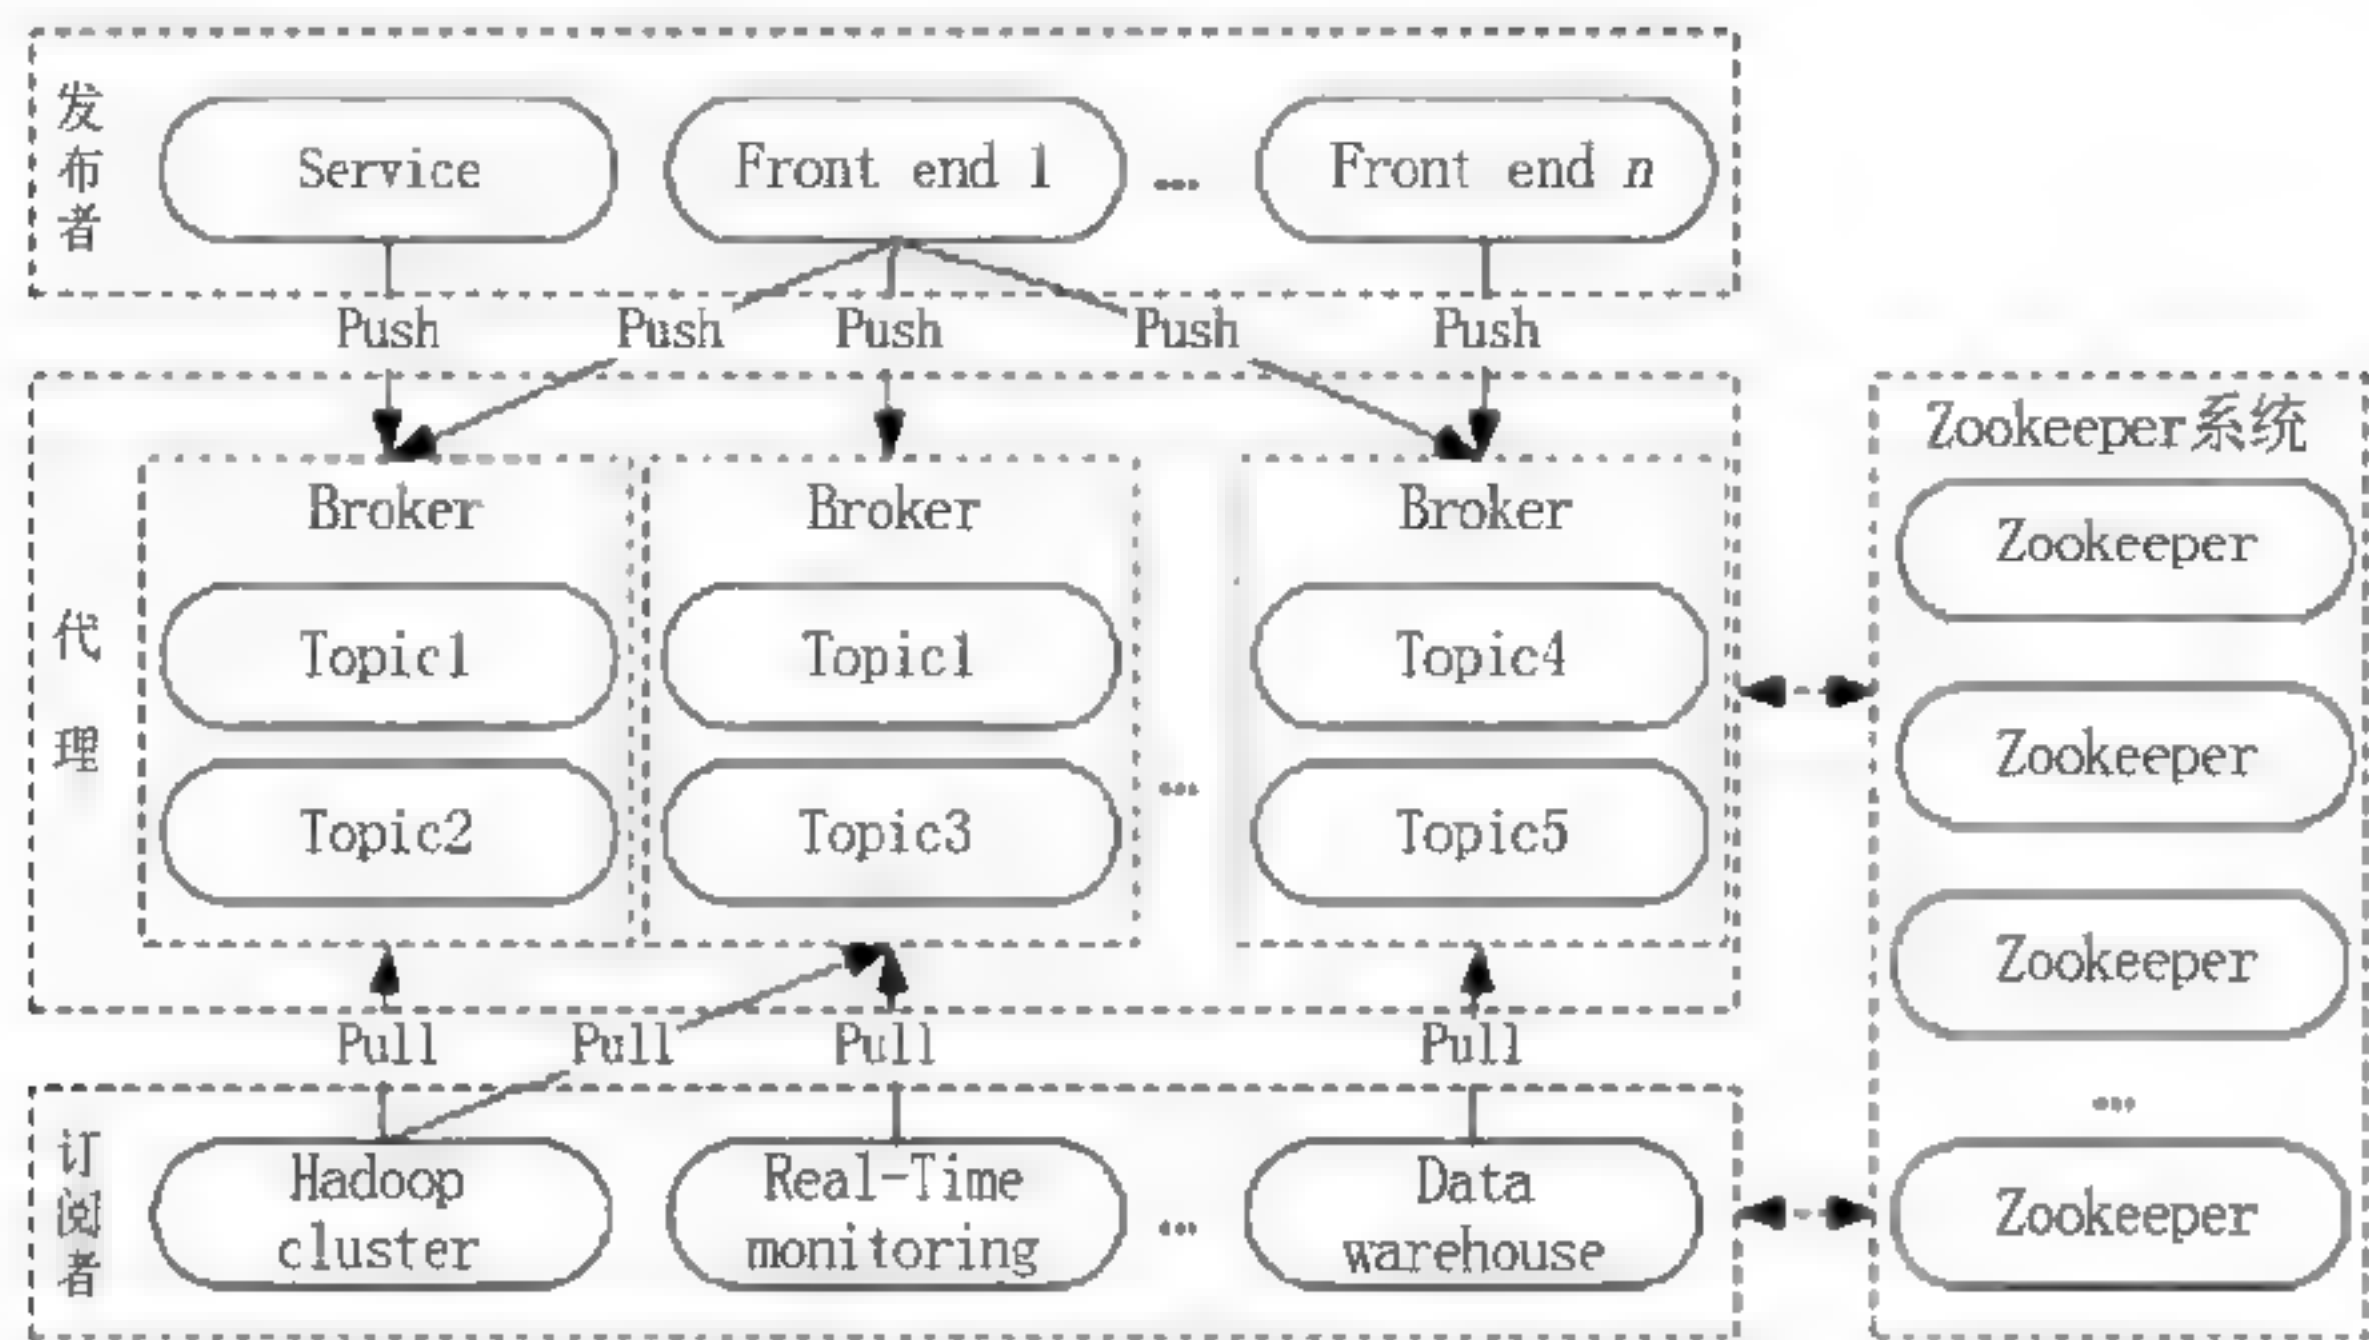 发布者
Service
Front end 1
...
Front end n
Push
Push
Push
Push
Push
代理
Broker
Topic1
Topic2
Broker
Topic1
Topic3
...
Broker
Topic4
Topic5
Pull
Pull
Pull
Pull
订阅者
Hadoop
cluster
Real-Time
monitoring
...
Data
warehouse
Zookeeper系统
Zookeeper
Zookeeper
Zookeeper
...
Zookeeper